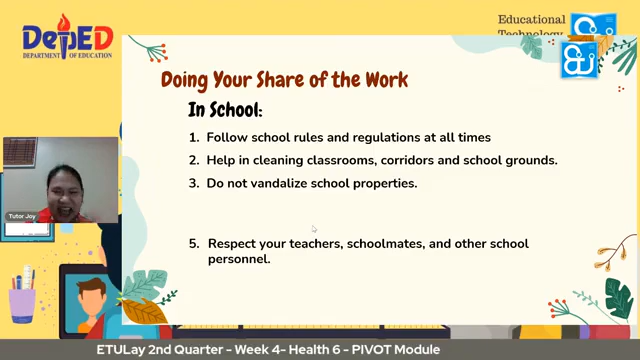 DepED
DEPARTMENT OF EDUCATION
Educational
Technology
Doing Your Share of the Work
In School:
1. Follow school rules and regulations at all times
2. Help in cleaning classrooms, corridors and school grounds.
3. Do not vandalize school properties.
5. Respect your teachers, schoolmates, and other school
personnel.
Tutor Joy
ETULay 2nd Quarter - Week 4- Health 6 - PIVOT Module